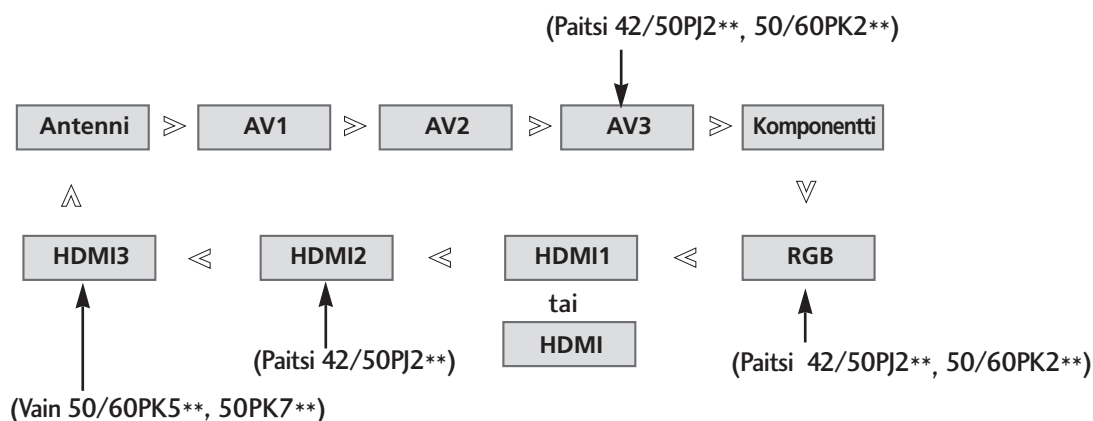 (Paitsi 42/50PJ2**, 50/60PK2**)
Antenni AV1 AV2 AV3 Komponentti
HDMI3 HDMI2 HDMI1 RGB
tai
HDMI
(Paitsi 42/50PJ2**) (Paitsi 42/50PJ2**, 50/60PK2**)
(Vain 50/60PK5**, 50PK7**)